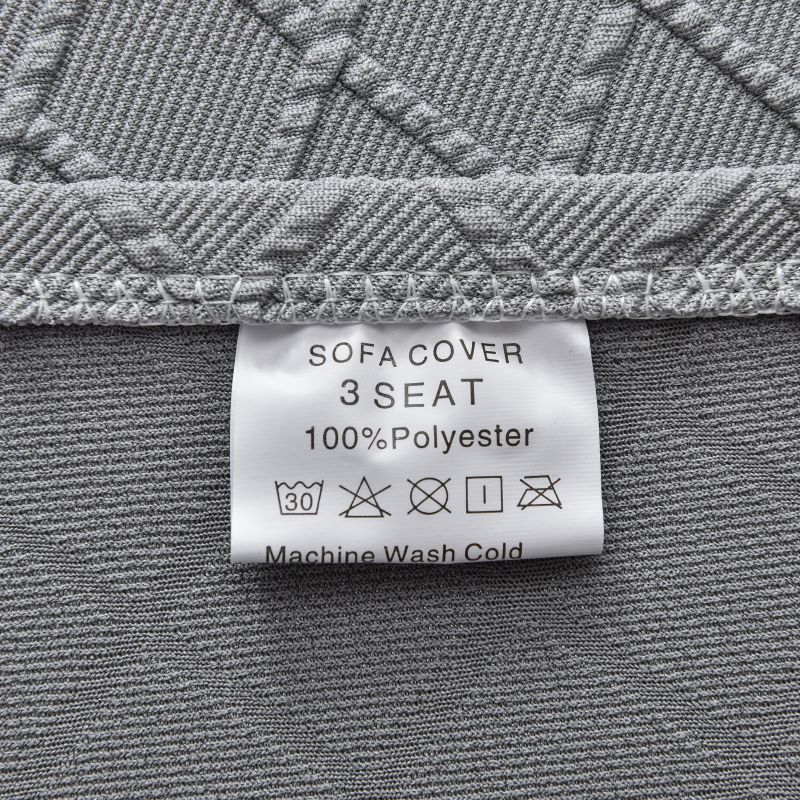 SOFA COVER
3 SEAT
100%Polyester
30
Machine Wash Cold